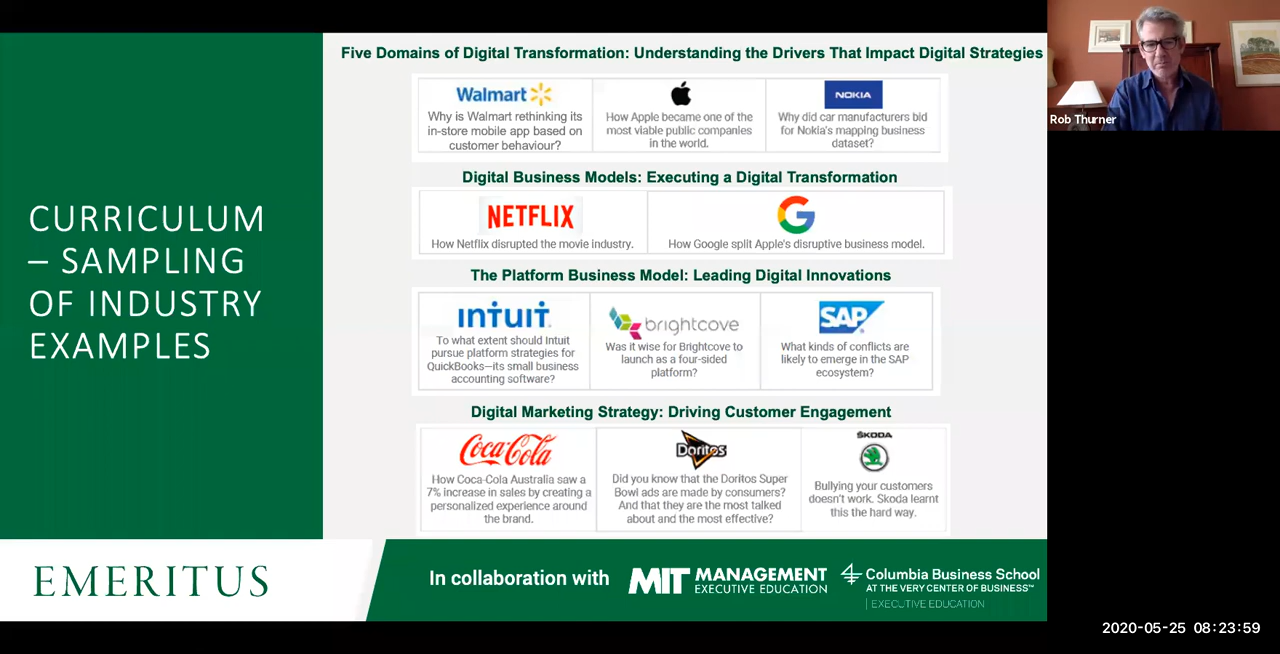 Five Domains of Digital Transformation: Understanding the Drivers That Impact Digital Strategies
Walmart
Why is Walmart rethinking its
in-store mobile app based on
customer behaviour?
How Apple became one of the
most viable public companies
in the world.
NOKIA
Why did car manufacturers bid
for Nokia's mapping business
dataset?
Digital Business Models: Executing a Digital Transformation
NETFLIX
How Netflix disrupted the movie industry.
G
How Google split Apple's disruptive business model.
The Platform Business Model: Leading Digital Innovations
intuit
To what extent should Intuit
pursue platform strategies for
QuickBooks—its small business
accounting software?
brightcove
Was it wise for Brightcove to
launch as a four-sided
platform?
SAP
What kinds of conflicts are
likely to emerge in the SAP
ecosystem?
Digital Marketing Strategy: Driving Customer Engagement
Coca-Cola
How Coca-Cola Australia saw a
7% increase in sales by creating a
personalized experience around
the brand.
Doritos
Did you know that the Doritos Super
Bowl ads are made by consumers?
And that they are the most talked
about and the most effective?
ŠKODA
Bullying your customers
doesn't work. Skoda learnt
this the hard way.
CURRICULUM
– SAMPLING
OF INDUSTRY
EXAMPLES
EMERITUS
In collaboration with
MIT MANAGEMENT
EXECUTIVE EDUCATION
Columbia Business School
AT THE VERY CENTER OF BUSINESS™
EXECUTIVE EDUCATION
Rob Thurner
2020-05-25 08:23:59